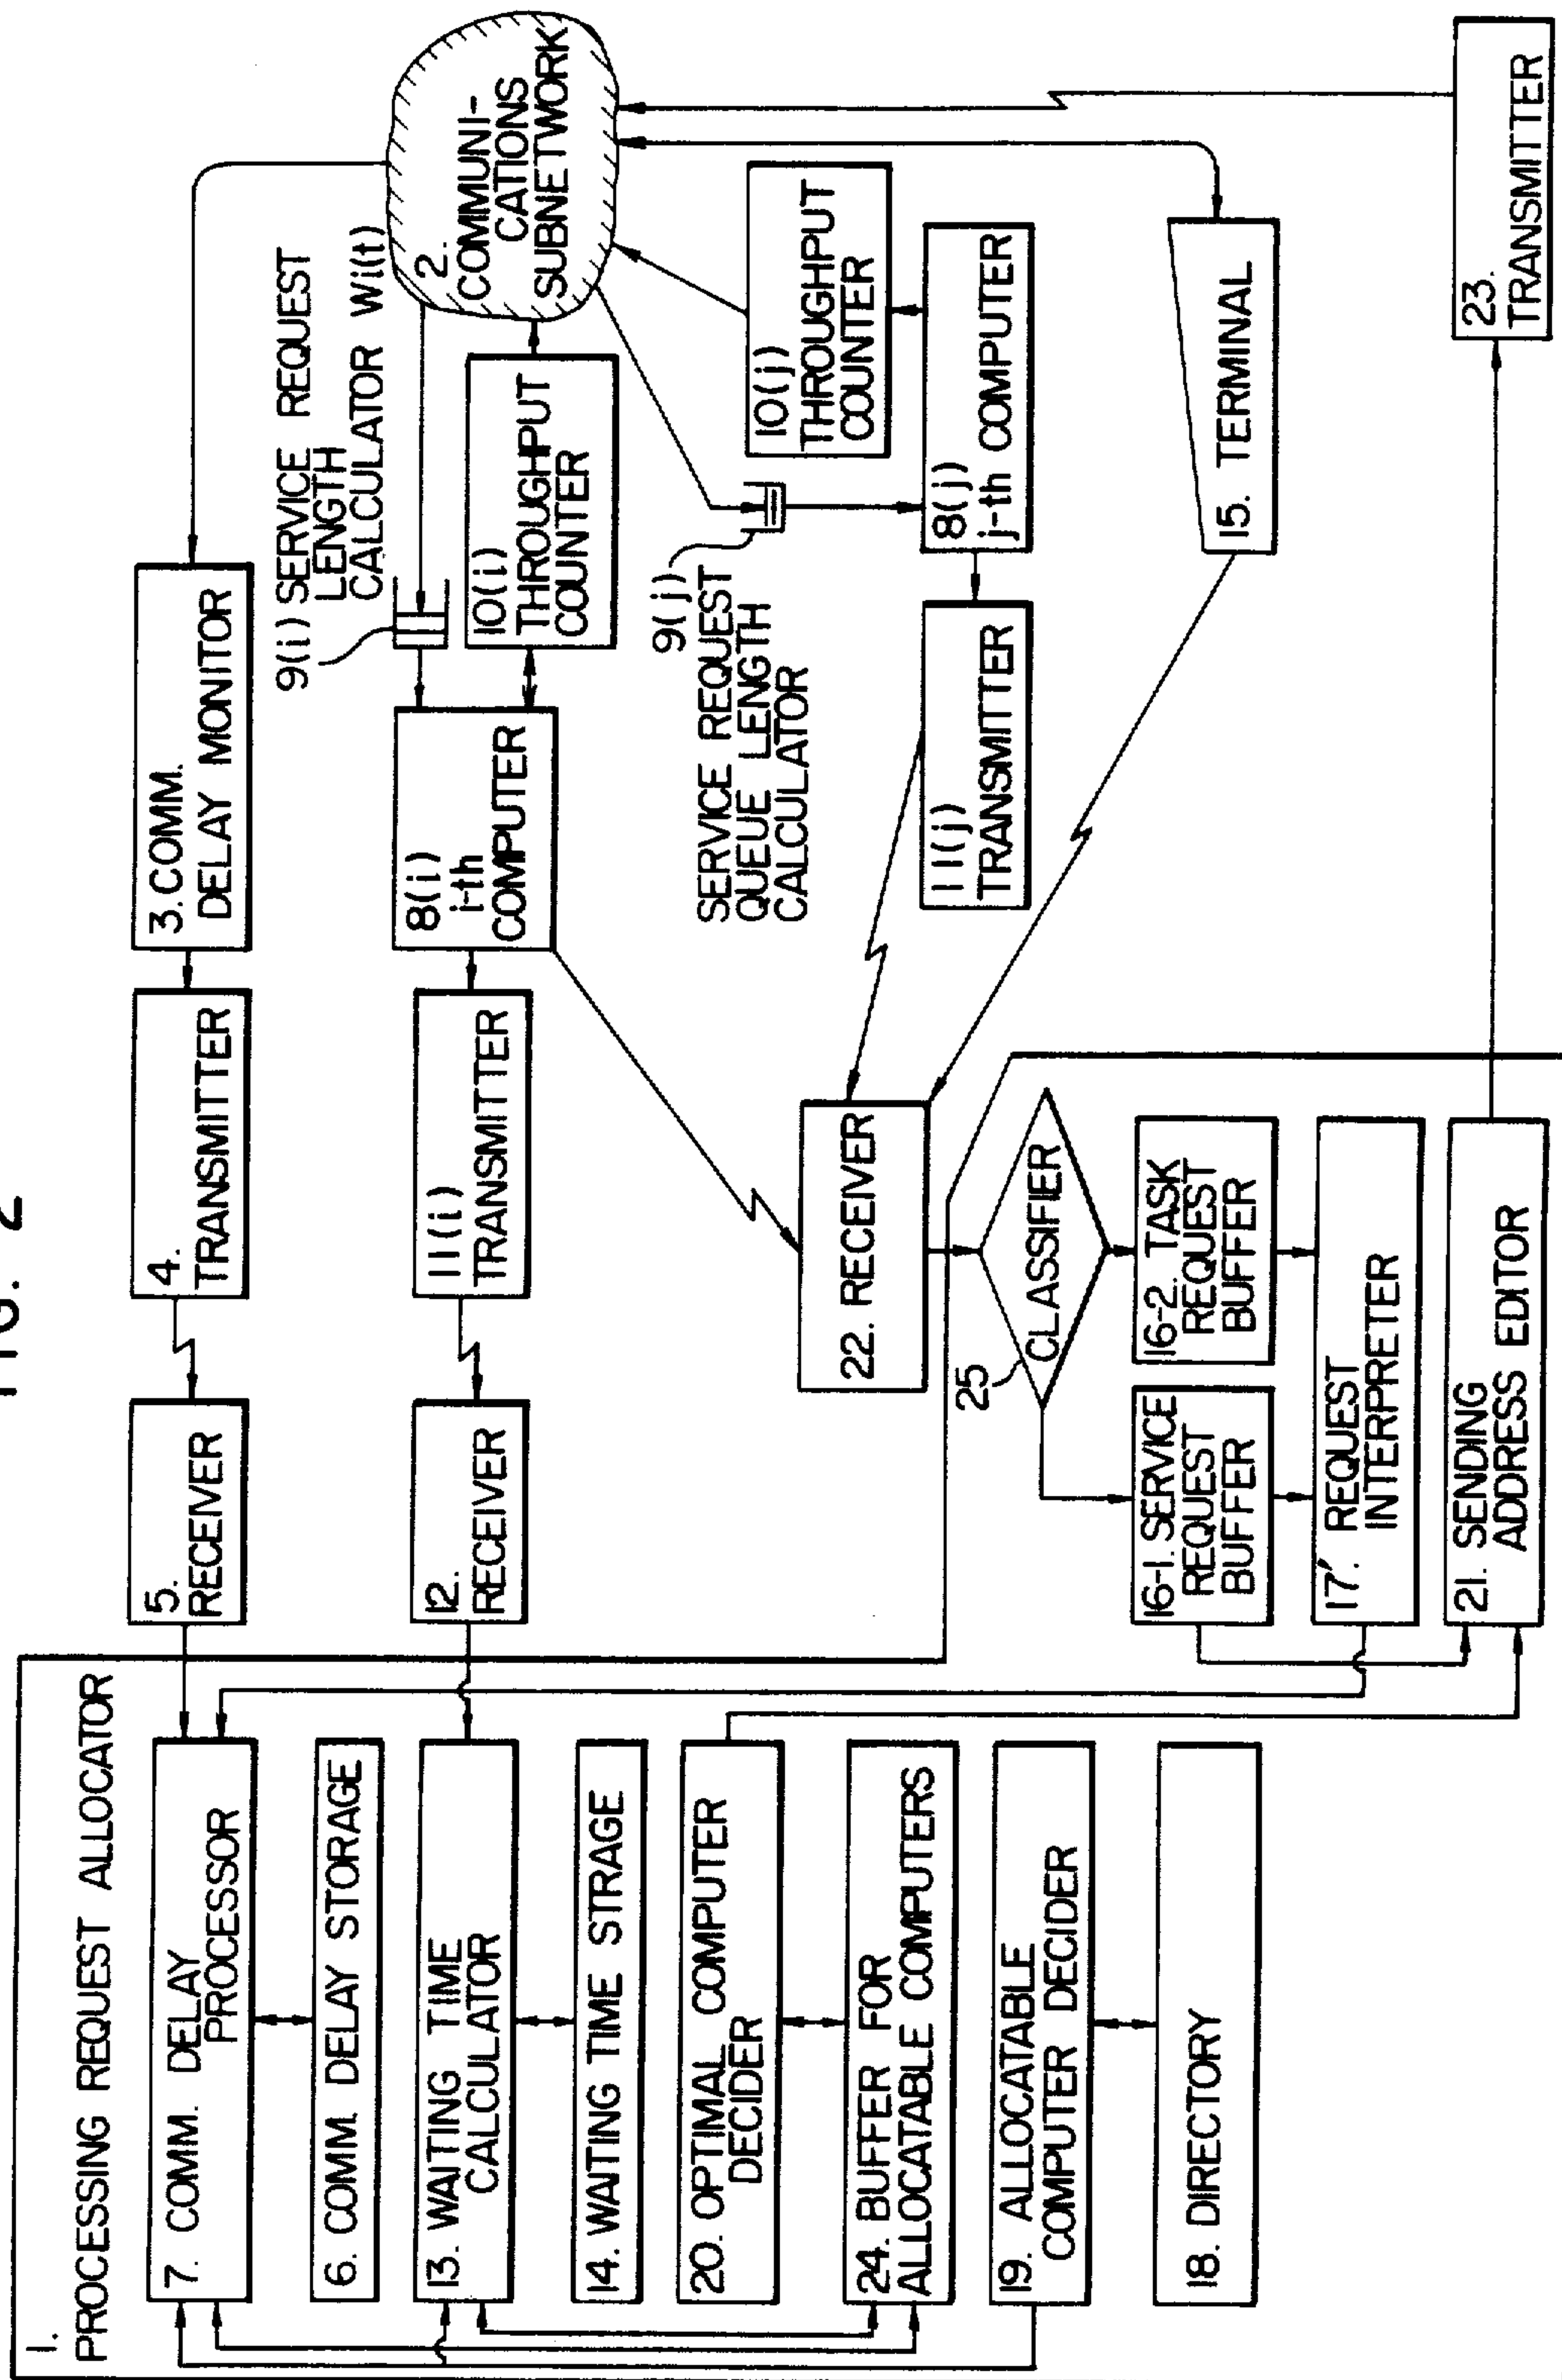 FIG. 2
1.
PROCESSING REQUEST ALLOCATOR
7. COMM. DELAY
PROCESSOR
6. COMM. DELAY STORAGE
13. WAITING TIME
CALCULATOR
14. WAITING TIME STRAGE
20. OPTIMAL COMPUTER
DECIDER
24. BUFFER FOR
ALLOCATABLE COMPUTERS
19. ALLOCATABLE
COMPUTER DECIDER
18. DIRECTORY
5.
RECEIVER
12.
RECEIVER
4.
TRANSMITTER
11(i)
TRANSMITTER
3. COMM.
DELAY MONITOR
8(i)
i-th
COMPUTER
9(i) SERVICE REQUEST
LENGTH
CALCULATOR Wi(t)
10(i)
THROUGHPUT
COUNTER
2.
COMMUNI-
CATIONS
SUBNETWORK
9(j)
SERVICE REQUEST
QUEUE LENGTH
CALCULATOR
10(j)
THROUGHPUT
COUNTER
8(j)
j-th COMPUTER
11(j)
TRANSMITTER
15. TERMINAL
22. RECEIVER
25
CLASSIFIER
16-1. SERVICE
REQUEST
BUFFER
16-2. TASK
REQUEST
BUFFER
17'. REQUEST
INTERPRETER
21. SENDING
ADDRESS EDITOR
23.
TRANSMITTER